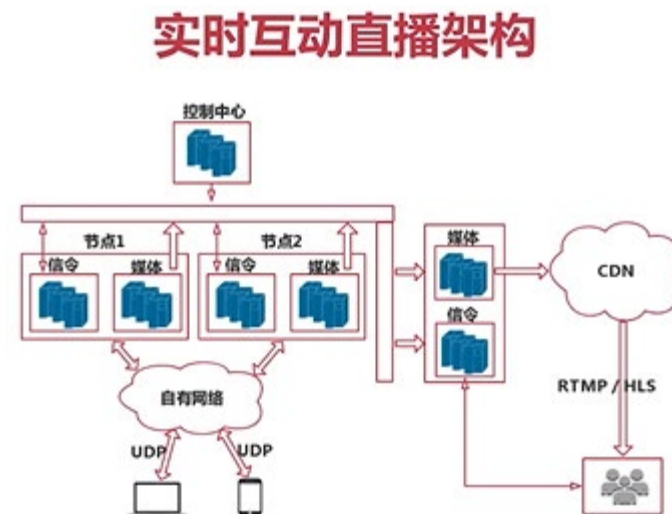 实时互动直播架构
控制中心
节点1
节点2
信令
媒体
信令
媒体
媒体
信令
CDN
自有网络
RTMP / HLS
UDP
UDP